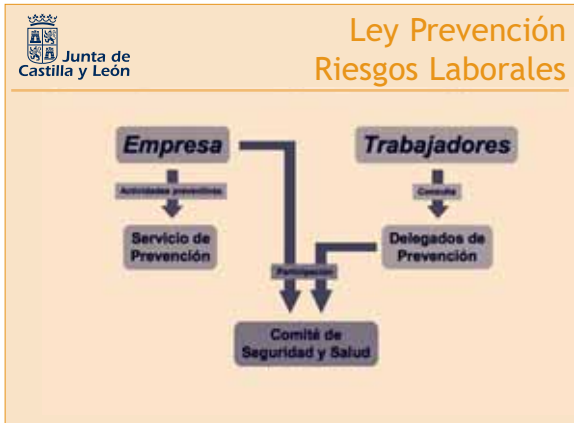 Junta de
Castilla y León
Ley Prevención
Riesgos Laborales
Empresa
Trabajadores
Actividades preventivas
Consulta
Servicio de
Prevención
Delegados de
Prevención
Participación
Comité de
Seguridad y Salud